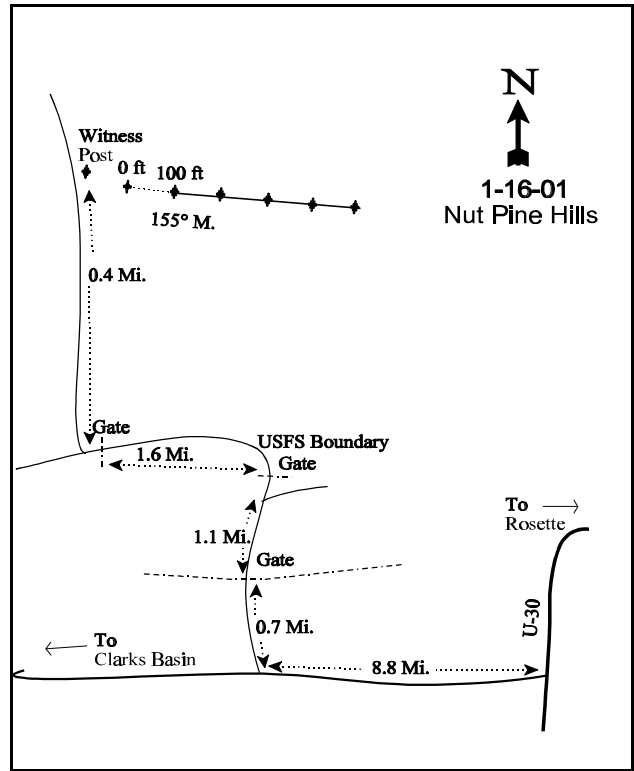 N
1-16-01
Nut Pine Hills
Witness
Post
0 ft
100 ft
155° M.
0.4 Mi.
Gate
1.6 Mi.
USFS Boundary
Gate
1.1 Mi.
Gate
To
Rosette
U-30
0.7 Mi.
To
Clarks Basin
8.8 Mi.